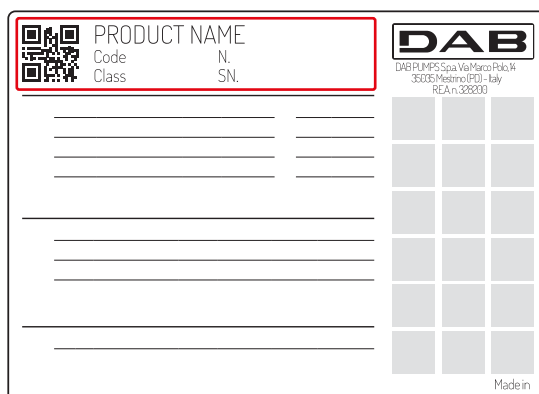 PRODUCT NAME
Code N.
Class SN.
DAB
DAB PUMPS S.p.a. Via Marco Polo, 14
35035 Mestrino (PD) - Italy
R.E.A. n. 328200
Made in